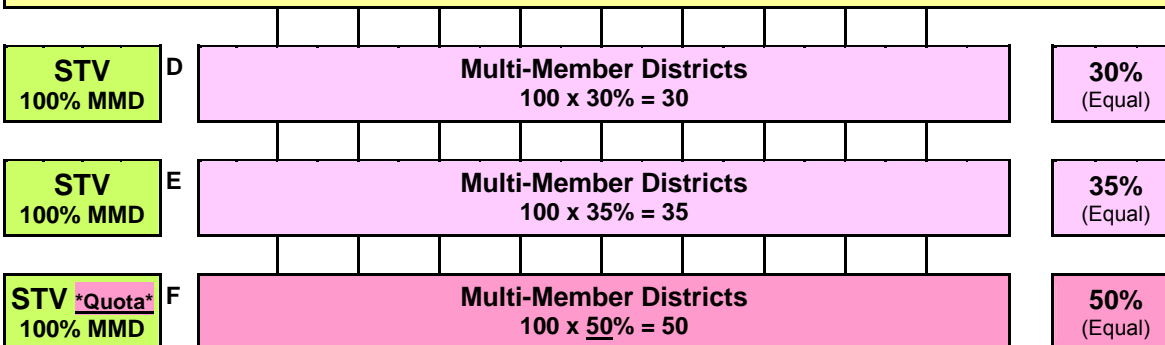 STV
100% MMD
D
Multi-Member Districts
100 x 30% = 30
30%
(Equal)
STV
100% MMD
E
Multi-Member Districts
100 x 35% = 35
35%
(Equal)
STV *Quota*
100% MMD
F
Multi-Member Districts
100 x 50% = 50
50%
(Equal)